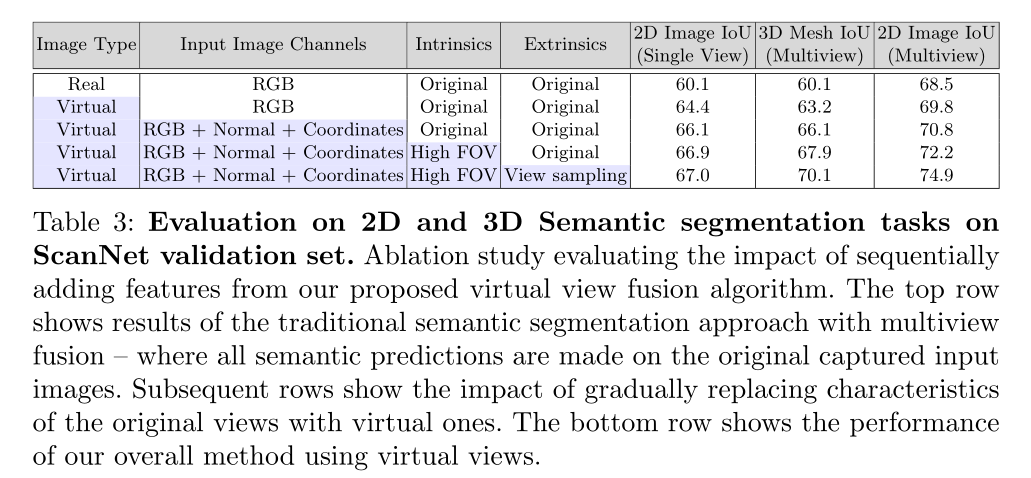 Image Type Input Image Channels Intrinsics Extrinsics 2D Image IoU (Single View) 3D Mesh IoU (Multiview) 2D Image IoU (Multiview)
Real RGB Original Original 60.1 60.1 68.5
Virtual RGB Original Original 64.4 63.2 69.8
Virtual RGB + Normal + Coordinates Original Original 66.1 66.1 70.8
Virtual RGB + Normal + Coordinates High FOV Original 66.9 67.9 72.2
Virtual RGB + Normal + Coordinates High FOV View sampling 67.0 70.1 74.9
Table 3: Evaluation on 2D and 3D Semantic segmentation tasks on
ScanNet validation set. Ablation study evaluating the impact of sequentially
adding features from our proposed virtual view fusion algorithm. The top row
shows results of the traditional semantic segmentation approach with multiview
fusion – where all semantic predictions are made on the original captured input
images. Subsequent rows show the impact of gradually replacing characteristics
of the original views with virtual ones. The bottom row shows the performance
of our overall method using virtual views.